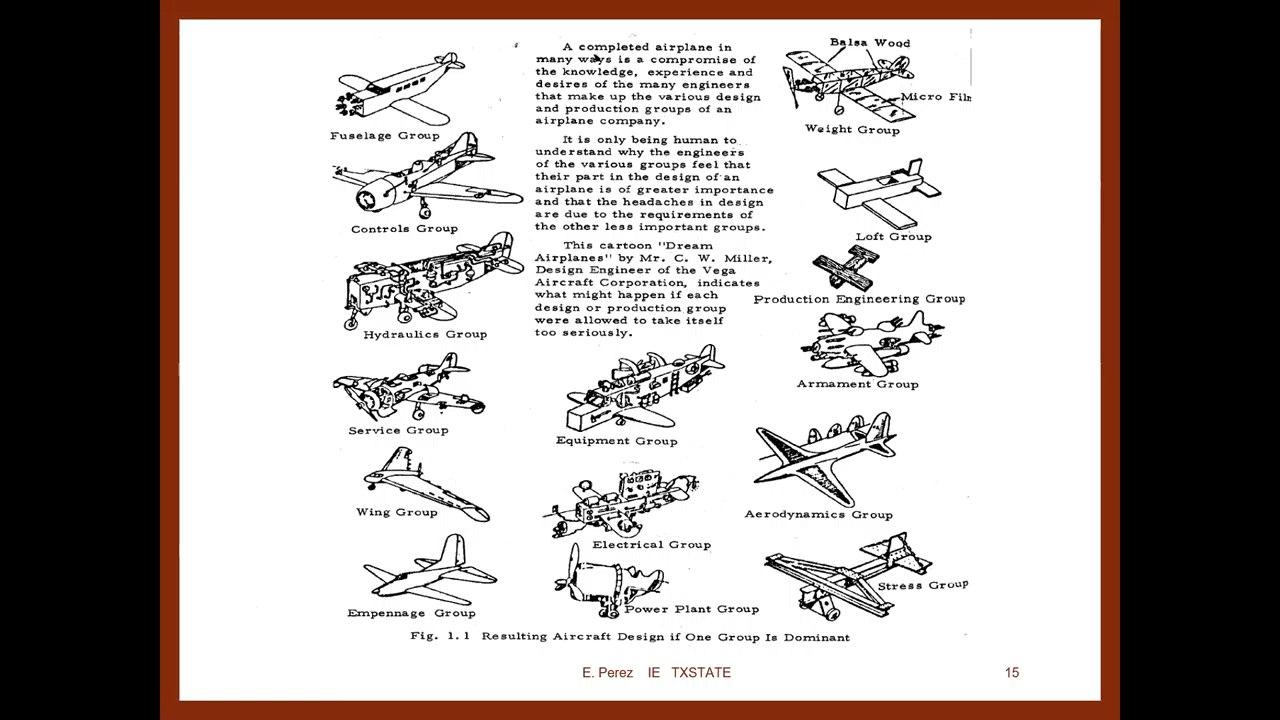 Fuselage Group
Controls Group
Hydraulics Group
Service Group
Wing Group
Empennage Group
A completed airplane in
many ways is a compromise of
the knowledge, experience and
desires of the many engineers
that make up the various design
and production groups of an
airplane company.
It is only being human to
understand why the engineers
of the various groups feel that
their part in the design of an
airplane is of greater importance
and that the headaches in design
are due to the requirements of
the other less important groups.
This cartoon "Dream
Airplanes" by Mr. C. W. Miller,
Design Engineer of the Vega
Aircraft Corporation, indicates
what might happen if each
design or production group
were allowed to take itself
too seriously.
Equipment Group
Electrical Group
Power Plant Group
Balsa Wood
Micro Film
Weight Group
Loft Group
Production Engineering Group
Armament Group
Aerodynamics Group
Stress Group
Fig. 1.1 Resulting Aircraft Design if One Group Is Dominant
E. Perez IE TXSTATE
15